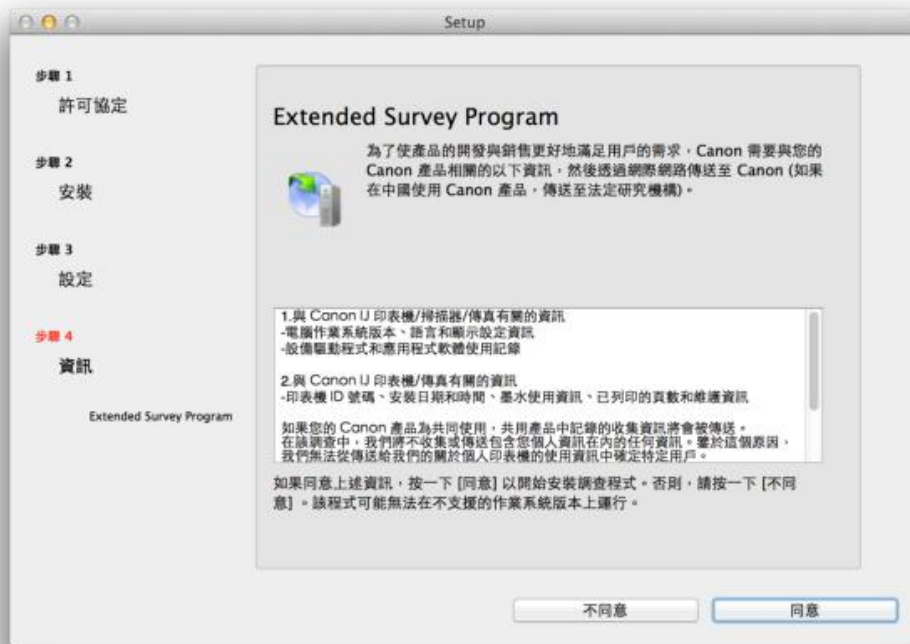 Setup
步驟 1
許可協定
步驟 2
安裝
步驟 3
設定
步驟 4
資訊
Extended Survey Program
Extended Survey Program
為了使產品的開發與銷售更好地滿足用戶的需求，Canon 需要與您的
Canon 產品相關的以下資訊，然後透過網際網路傳送至 Canon (如果
在中國使用 Canon 產品，傳送至法定研究機構)。
1.與 Canon IJ 印表機/掃描器/傳真有關的資訊
-電腦作業系統版本、語言和顯示設定資訊
-設備驅動程式和應用程式軟體使用記錄
2.與 Canon IJ 印表機/傳真有關的資訊
-印表機 ID 號碼、安裝日期和時間、墨水使用資訊、已列印的頁數和維護資訊
如果您的 Canon 產品為共同使用，共用產品中記錄的收集資訊將會被傳送。
在該調查中，我們將不收集或傳送包含您個人資訊在內的任何資訊。鑒於這個原因，
我們無法從傳送給我們的關於個人印表機的使用資訊中確定特定用戶。
如果同意上述資訊，按一下 [同意] 以開始安裝調查程式。否則，請按一下 [不同
意] 。該程式可能無法在不支援的作業系統版本上運行。
不同意
同意